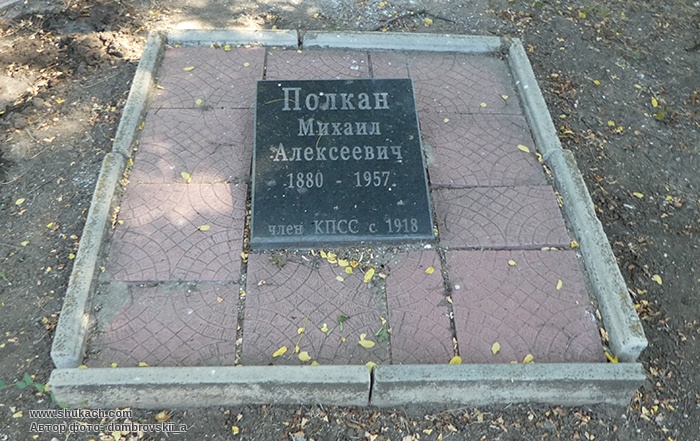 Полкан
Михаил
Алексеевич
1880 - 1957
член КПСС с 1918
www.shukach.com
Автор фото- dombrovskii_a